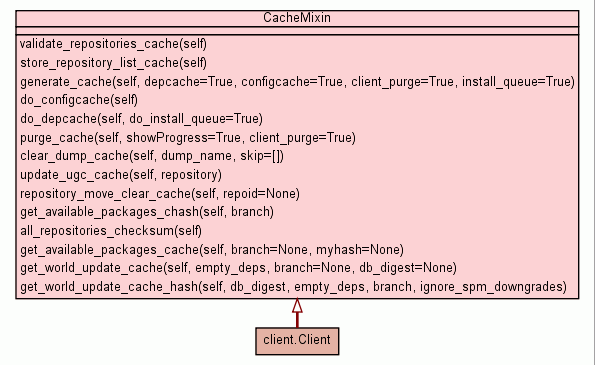 CacheMixin
validate_repositories_cache(self)
store_repository_list_cache(self)
generate_cache(self, depcache=True, configcache=True, client_purge=True, install_queue=True)
do_configcache(self)
do_depcache(self, do_install_queue=True)
purge_cache(self, showProgress=True, client_purge=True)
clear_dump_cache(self, dump_name, skip=[])
update_ugc_cache(self, repository)
repository_move_clear_cache(self, repoid=None)
get_available_packages_chash(self, branch)
all_repositories_checksum(self)
get_available_packages_cache(self, branch=None, myhash=None)
get_world_update_cache(self, empty_deps, branch=None, db_digest=None)
get_world_update_cache_hash(self, db_digest, empty_deps, branch, ignore_spm_downgrades)
client.Client